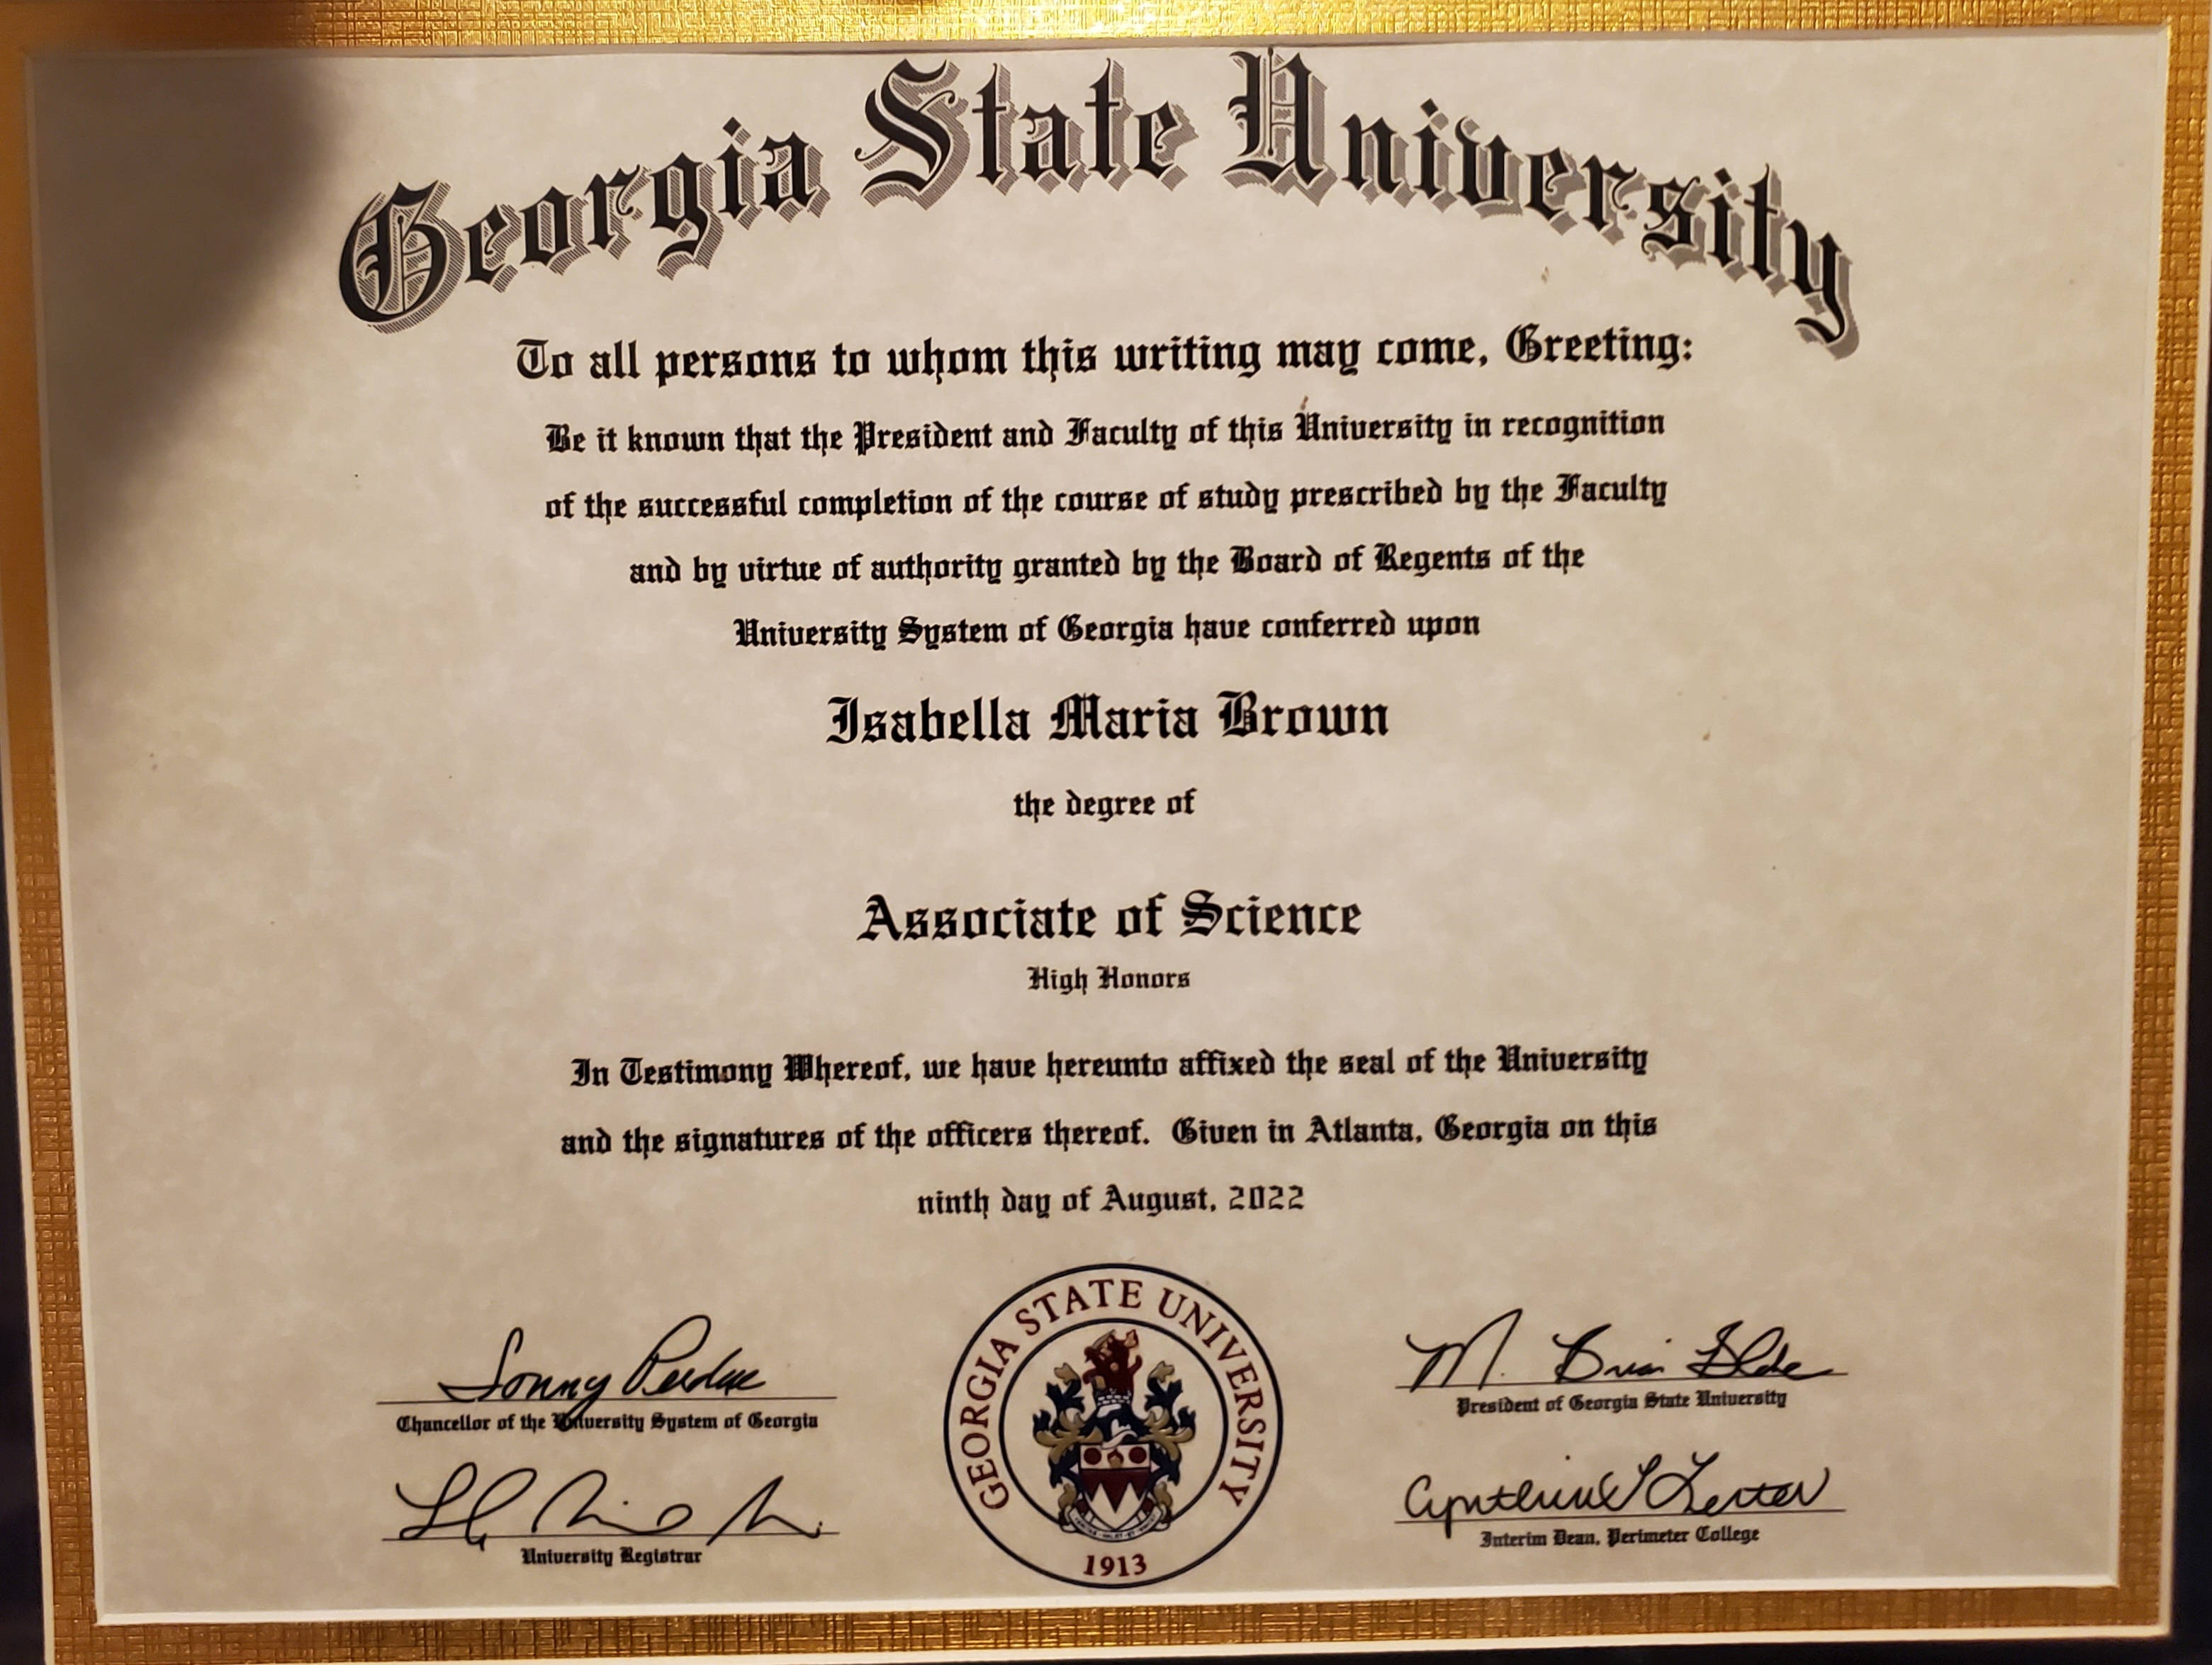 Georgia State University
To all persons to whom this writing may come, Greeting:
Be it known that the President and Faculty of this University in recognition
of the successful completion of the course of study prescribed by the Faculty
and by virtue of authority granted by the Board of Regents of the
University System of Georgia have conferred upon
Isabella Maria Brown
the degree of
Associate of Science
High Honors
In Testimony Whereof, we have hereunto affixed the seal of the University
and the signatures of the officers thereof. Given in Atlanta, Georgia on this
ninth day of August, 2022
Sonny Perdue
Chancellor of the University System of Georgia
University Registrar
GEORGIA STATE UNIVERSITY
1913
M. Brian Blake
President of Georgia State University
Cynthia Lester
Interim Dean, Perimeter College